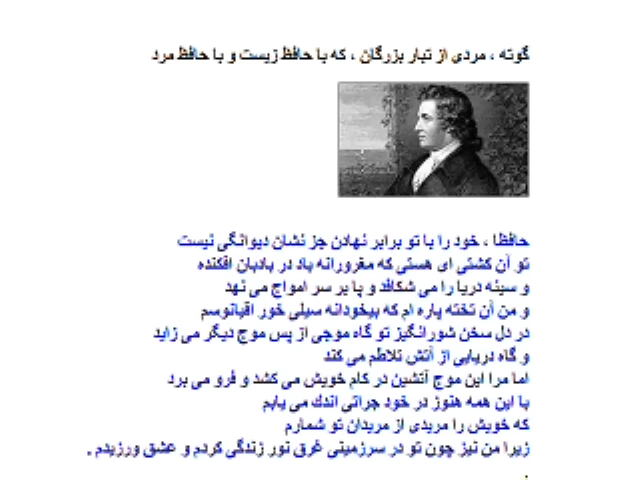 گوته ، مردی از تبار بزرگان ، که با حافظ زیست و با حافظ مرد
حافظا ، خود را با تو برابر نهادن جز نشان دیوانگی نیست
تو آن کشتی ای هستی که مغرورانه باد در بادبان افکنده
و سینه دریا را می شکافد و پا بر سر امواج می نهد
و من آن تخته پاره ام که بیخودانه سیلی خور اقیانوسم
در دل سخن شورانگیز تو گاه موجی از پس موج دیگر می زاید
و گاه دریایی از آتش تلاطم می کند
اما مرا این موج آتشین در کام خویش می کشد و فرو می برد
با این همه هنوز در خود جراتی اندك می یابم
که خویش را مریدی از مریدان تو شمارم
زیرا من نیز چون تو در سرزمینی غرق نور زندگی کردم و عشق ورزیدم .
.